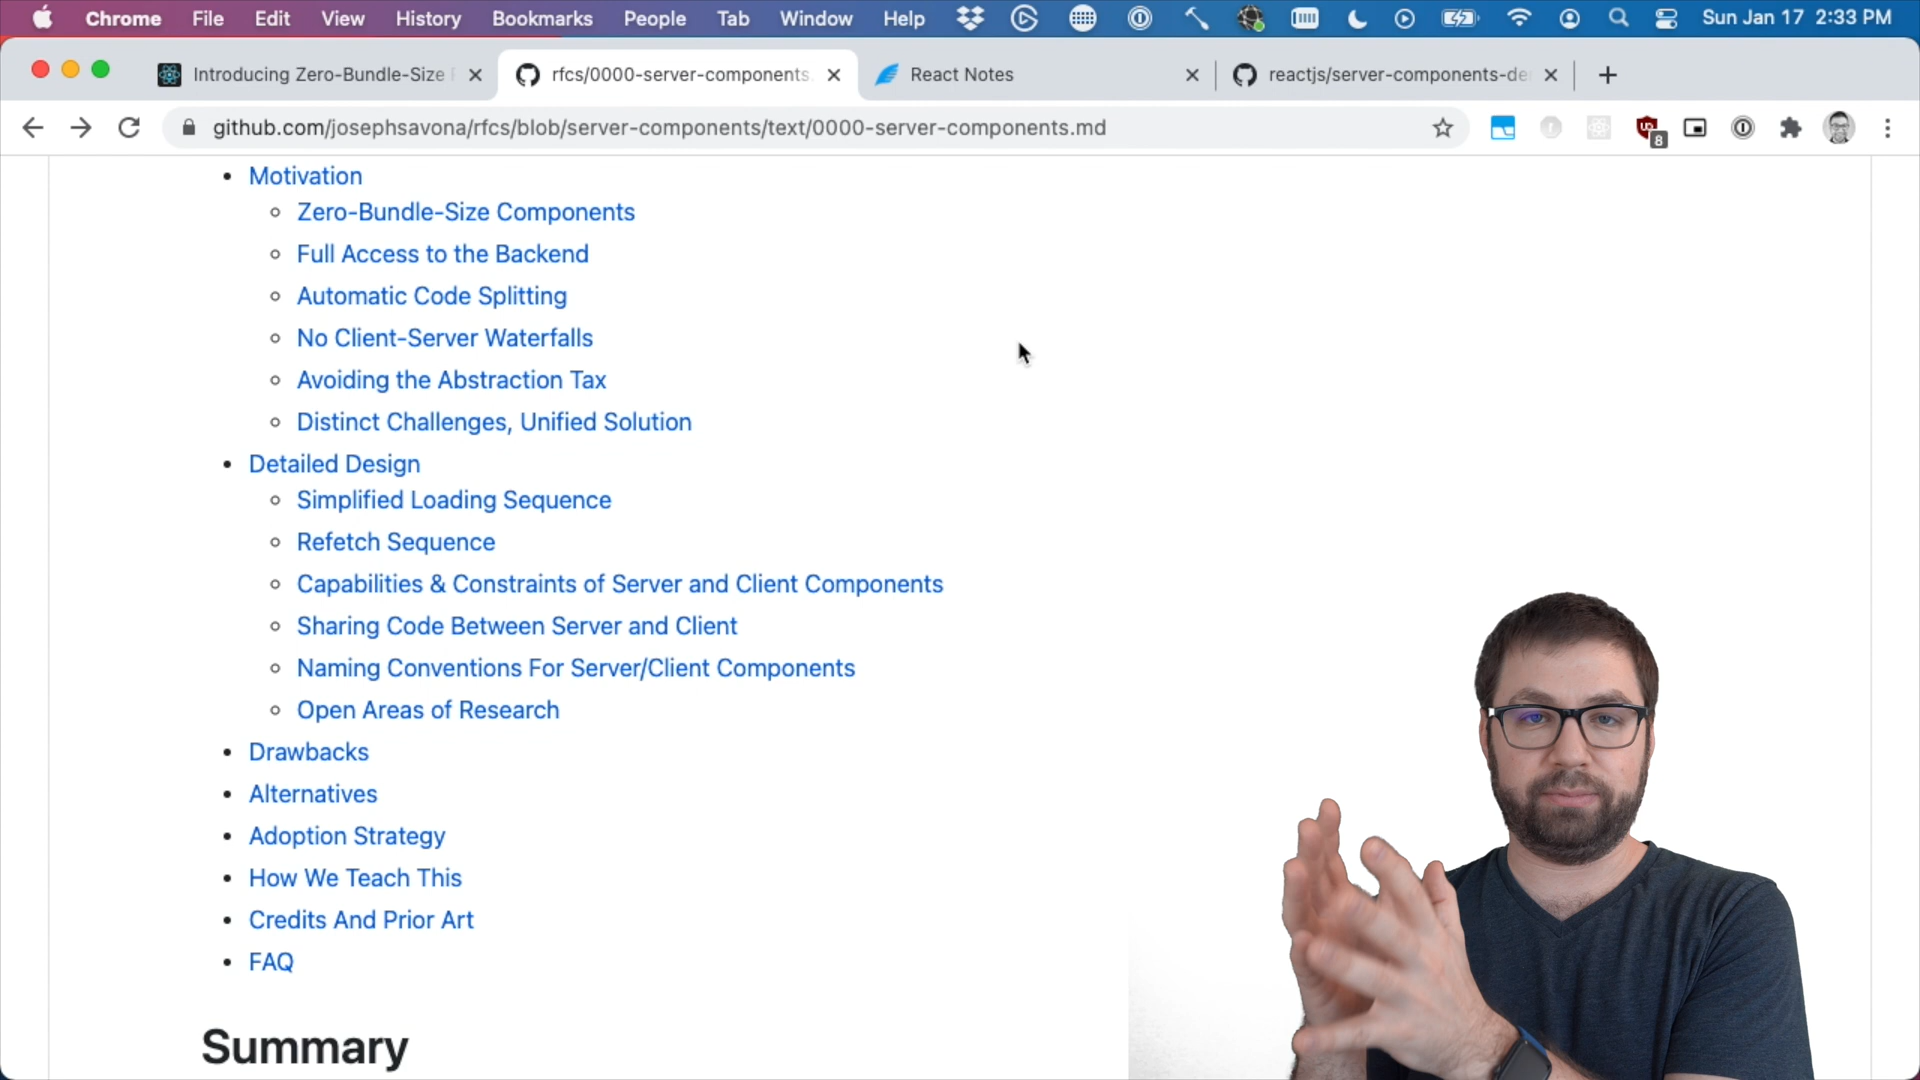 Chrome File Edit View History Bookmarks People Tab Window Help Sun Jan 17 2:33 PM
Introducing Zero-Bundle-Size rfcs/0000-server-components. React Notes reactjs/server-components-de
github.com/josephsavona/rfcs/blob/server-components/text/0000-server-components.md 8
Motivation
Zero-Bundle-Size Components
Full Access to the Backend
Automatic Code Splitting
No Client-Server Waterfalls
Avoiding the Abstraction Tax
Distinct Challenges, Unified Solution
Detailed Design
Simplified Loading Sequence
Refetch Sequence
Capabilities & Constraints of Server and Client Components
Sharing Code Between Server and Client
Naming Conventions For Server/Client Components
Open Areas of Research
Drawbacks
Alternatives
Adoption Strategy
How We Teach This
Credits And Prior Art
FAQ
Summary